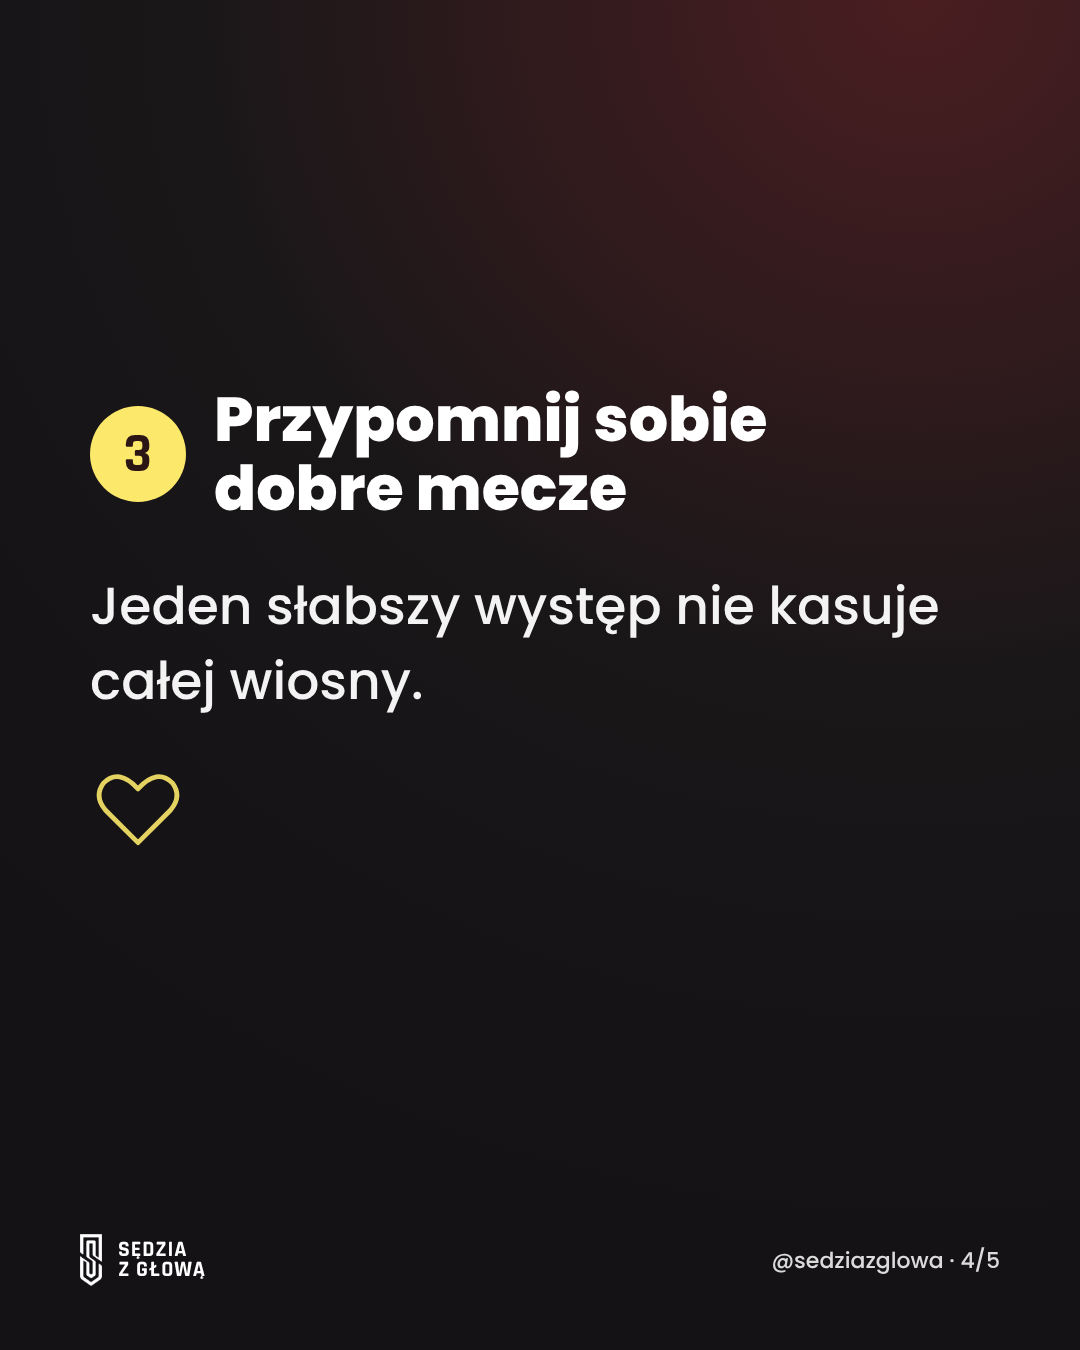 3
Przypomnij sobie
dobre mecze
Jeden słabszy występ nie kasuje
całej wiosny.
SĘDZIA
Z GŁOWĄ
@sedziazglowa · 4/5